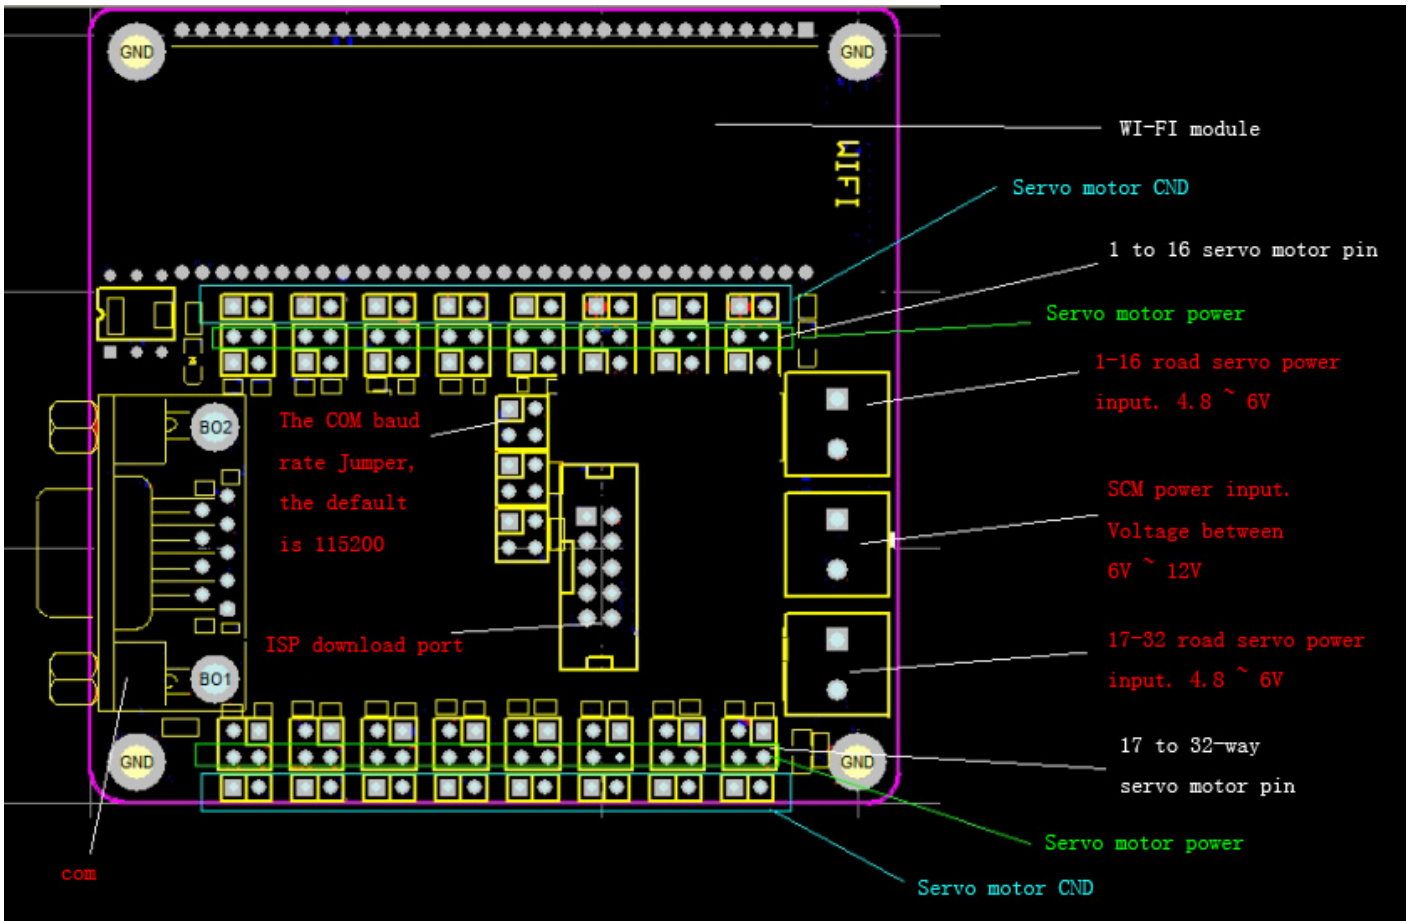 GND
GND
WI-FI module
WIFI
Servo motor CND
1 to 16 servo motor pin
Servo motor power
1-16 road servo power
input. 4.8 ~ 6V
BO2
The COM baud
rate Jumper,
the default
is 115200
SCM power input.
Voltage between
6V ~ 12V
ISP download port
17-32 road servo power
input. 4.8 ~ 6V
BO1
GND
GND
17 to 32-way
servo motor pin
Servo motor power
com
Servo motor CND